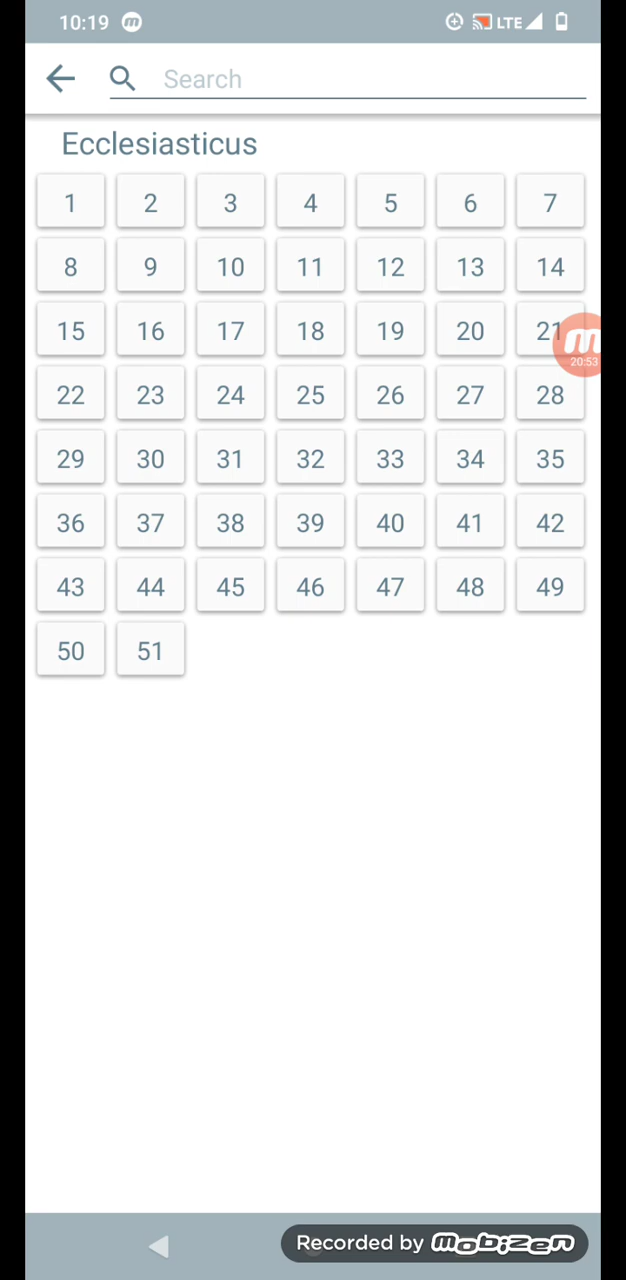 10:19 m LTE
Search
Ecclesiasticus
1 2 3 4 5 6 7
8 9 10 11 12 13 14
15 16 17 18 19 20 21
m
20:53
22 23 24 25 26 27 28
29 30 31 32 33 34 35
36 37 38 39 40 41 42
43 44 45 46 47 48 49
50 51
Recorded by mobizen